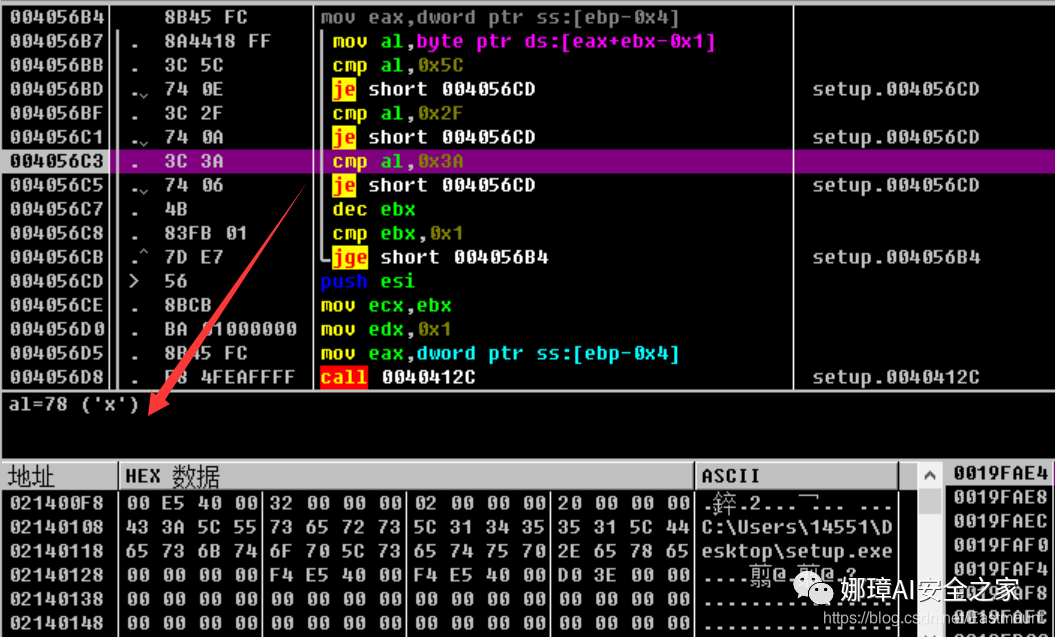 004056B4 8B45 FC mov eax,dword ptr ss:[ebp-0x4]
004056B7 . 8A4418 FF mov al,byte ptr ds:[eax+ebx-0x1]
004056BB . 3C 5C cmp al,0x5C
004056BD . 74 0E je short 004056CD setup.004056CD
004056BF . 3C 2F cmp al,0x2F
004056C1 . 74 0A je short 004056CD setup.004056CD
004056C3 . 3C 3A cmp al,0x3A
004056C5 . 74 06 je short 004056CD setup.004056CD
004056C7 . 4B dec ebx
004056C8 . 83FB 01 cmp ebx,0x1
004056CB .^ 7D E7 jge short 004056B4 setup.004056B4
004056CD > 56 push esi
004056CE . 8BCB mov ecx,ebx
004056D0 . BA 01000000 mov edx,0x1
004056D5 . 8B45 FC mov eax,dword ptr ss:[ebp-0x4]
004056D8 . E8 4FEAFFFF call 0040412C setup.0040412C
al=78 ('x')
地址 HEX 数据 ASCII 0019FAE4
021400F8 00 E5 40 00 32 00 00 00 02 00 00 00 20 00 00 00 .2... ... 0019FAE8
02140108 43 3A 5C 55 73 65 72 73 5C 31 34 35 35 31 5C 44 C:\Users\14551\D 0019FAEC
02140118 65 73 6B 74 6F 70 5C 73 65 74 75 70 2E 65 78 65 esktop\setup.exe 0019FAF0
02140128 00 00 00 00 F4 E5 40 00 F4 E5 40 00 D0 3E 00 00 ....翦@.翦@.? 0019FAF4
02140138 00 00 00 00 00 00 00 00 00 00 00 00 00 00 00 00 ................ 0019FAF8
02140148 00 00 00 00 00 00 00 00 00 00 00 00 00 00 00 00 ................ 0019FAFC
娜璋AI安全之家
https://blog.csdn.net/Eastmount